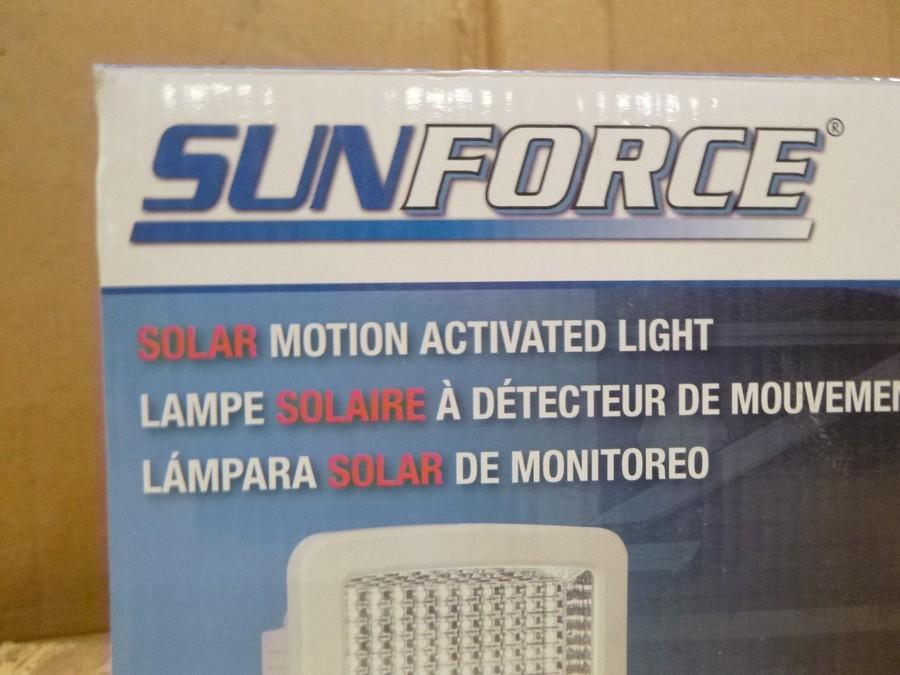 SUNFORCE®
SOLAR MOTION ACTIVATED LIGHT
LAMPE SOLAIRE À DÉTECTEUR DE MOUVEMEN
LÁMPARA SOLAR DE MONITOREO